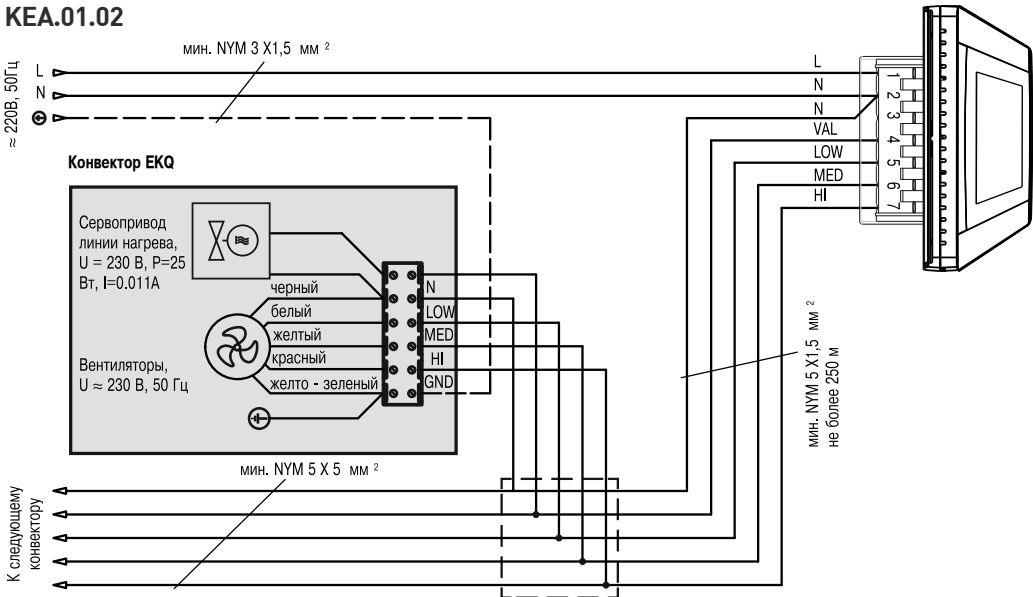 KEA.01.02
мин. NYM 3 X1,5 мм ²
≈ 220В, 50Гц
L
N
L
N
N
VAL
LOW
MED
HI
1
2
3
4
5
6
7
Конвектор EKQ
Сервопривод
линии нагрева,
U = 230 В, P=25
Вт, I=0.011А
черный
белый
желтый
красный
желто - зеленый
N
LOW
MED
HI
GND
Вентиляторы,
U ≈ 230 В, 50 Гц
мин. NYM 5 X1,5 мм ²
не более 250 м
мин. NYM 5 X 5 мм ²
К следующему
конвектору